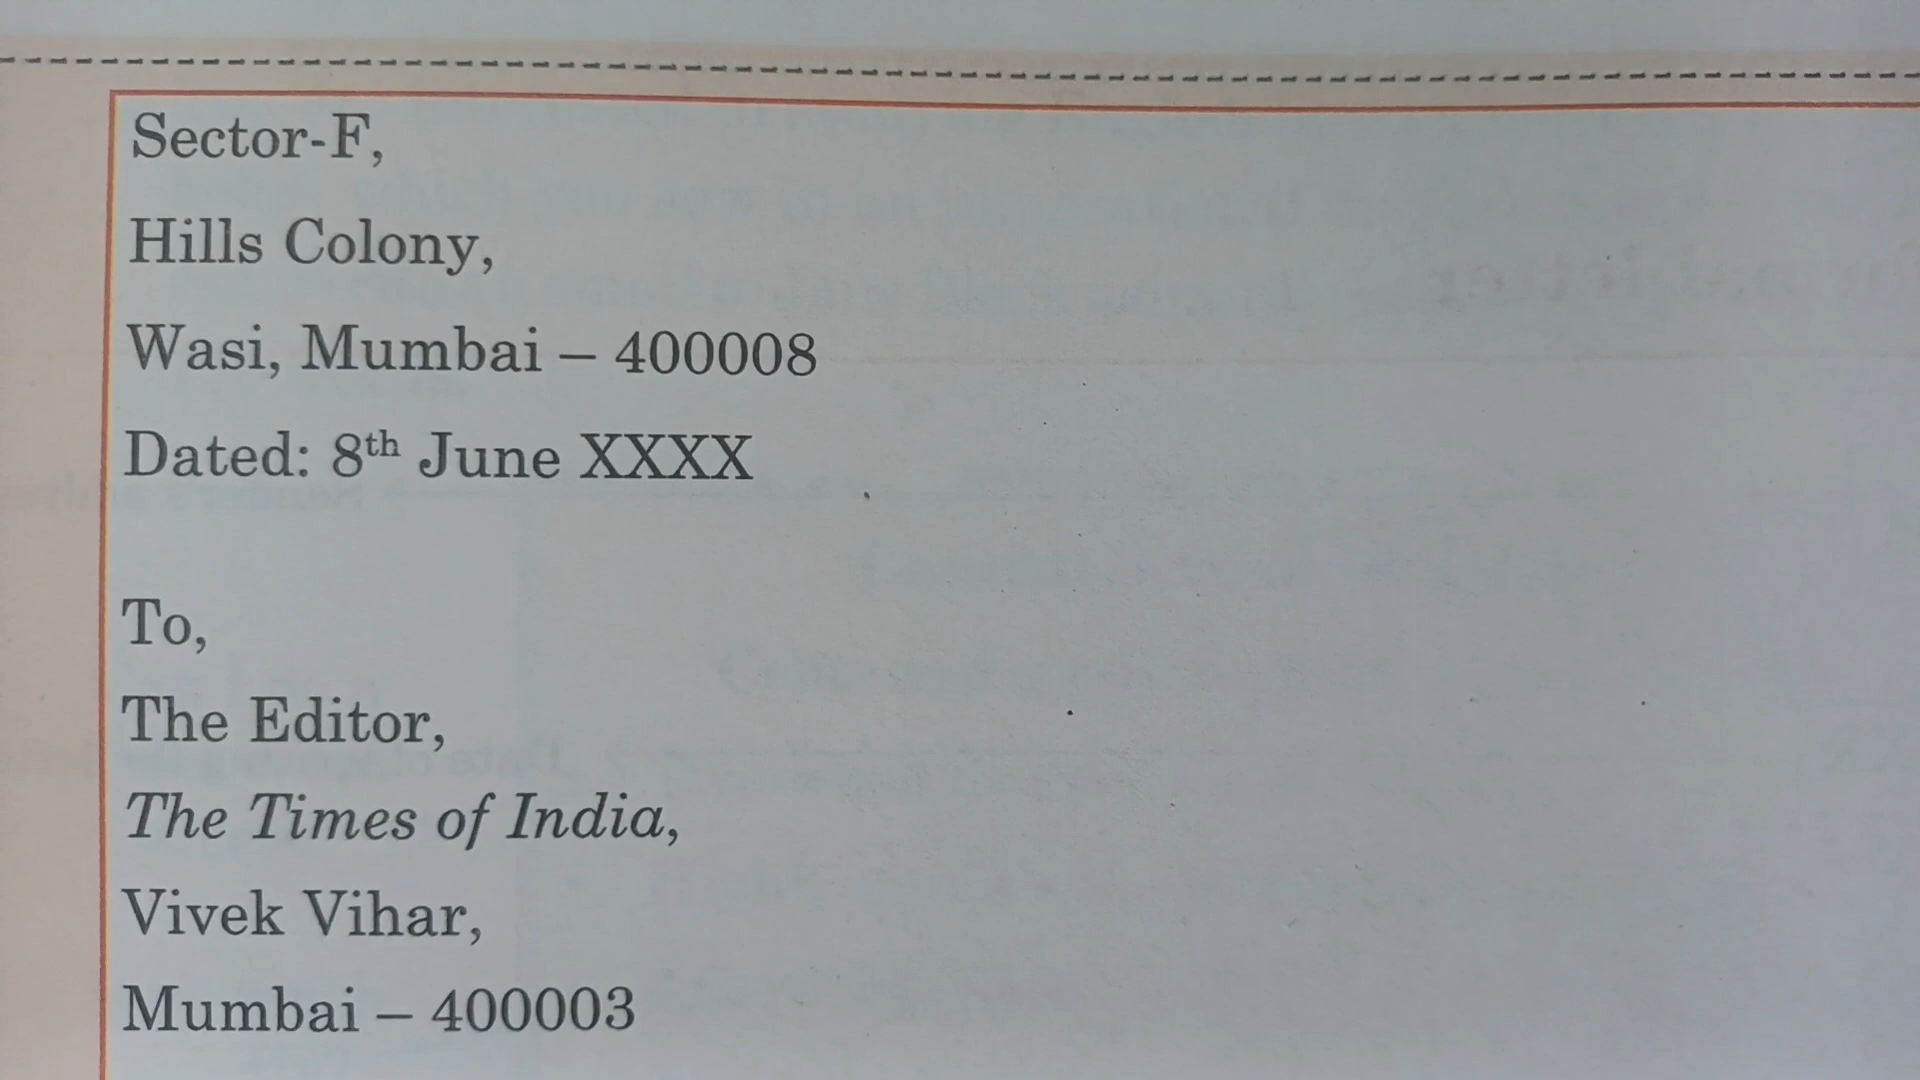 Sector-F,
Hills Colony,
Wasi, Mumbai – 400008
Dated: 8th June XXXX
To,
The Editor,
The Times of India,
Vivek Vihar,
Mumbai – 400003